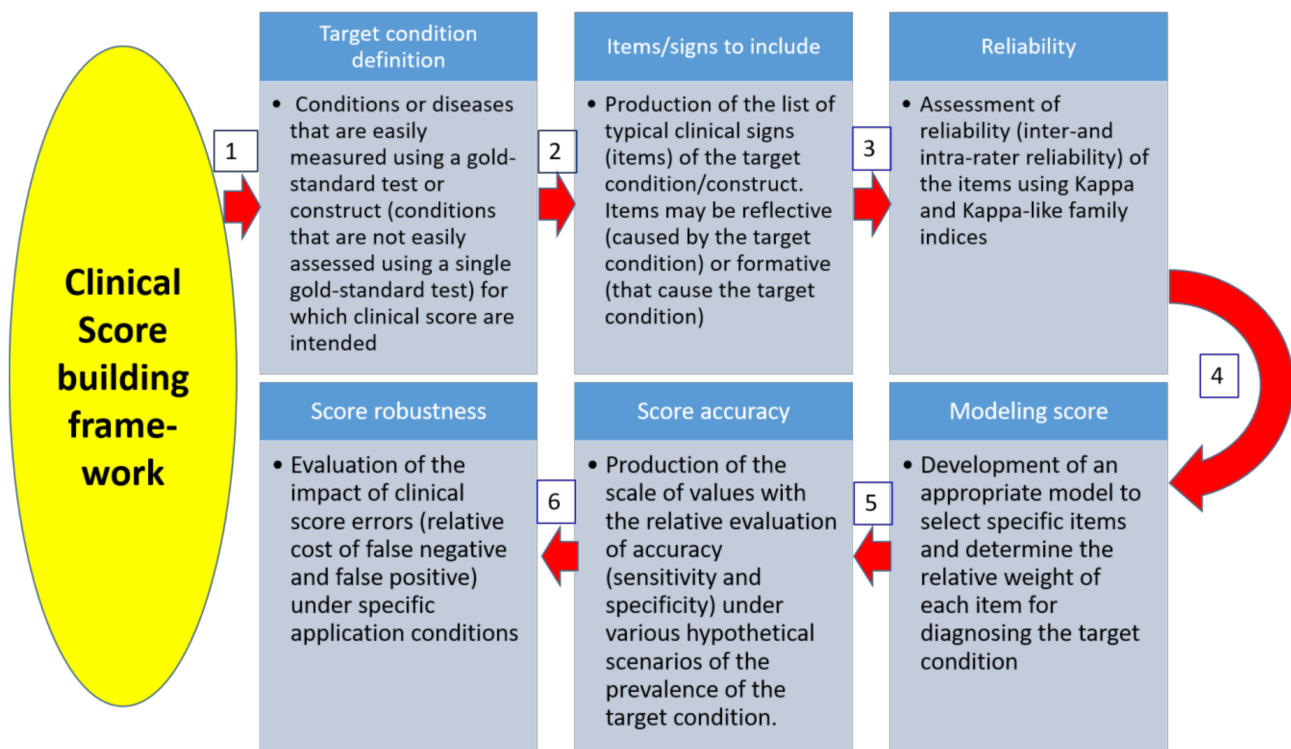 Clinical
Score
building
frame-
work
1
Target condition
definition
• Conditions or diseases
that are easily
measured using a gold-
standard test or
construct (conditions
that are not easily
assessed using a single
gold-standard test) for
which clinical score are
intended
2
Items/signs to include
• Production of the list of
typical clinical signs
(items) of the target
condition/construct.
Items may be reflective
(caused by the target
condition) or formative
(that cause the target
condition)
3
Reliability
• Assessment of
reliability (inter-and
intra-rater reliability) of
the items using Kappa
and Kappa-like family
indices
4
Modeling score
• Development of an
appropriate model to
select specific items
and determine the
relative weight of
each item for
diagnosing the target
condition
5
Score accuracy
• Production of the
scale of values with
the relative evaluation
of accuracy
(sensitivity and
specificity) under
various hypothetical
scenarios of the
prevalence of the
target condition.
6
Score robustness
• Evaluation of the
impact of clinical
score errors (relative
cost of false negative
and false positive)
under specific
application conditions